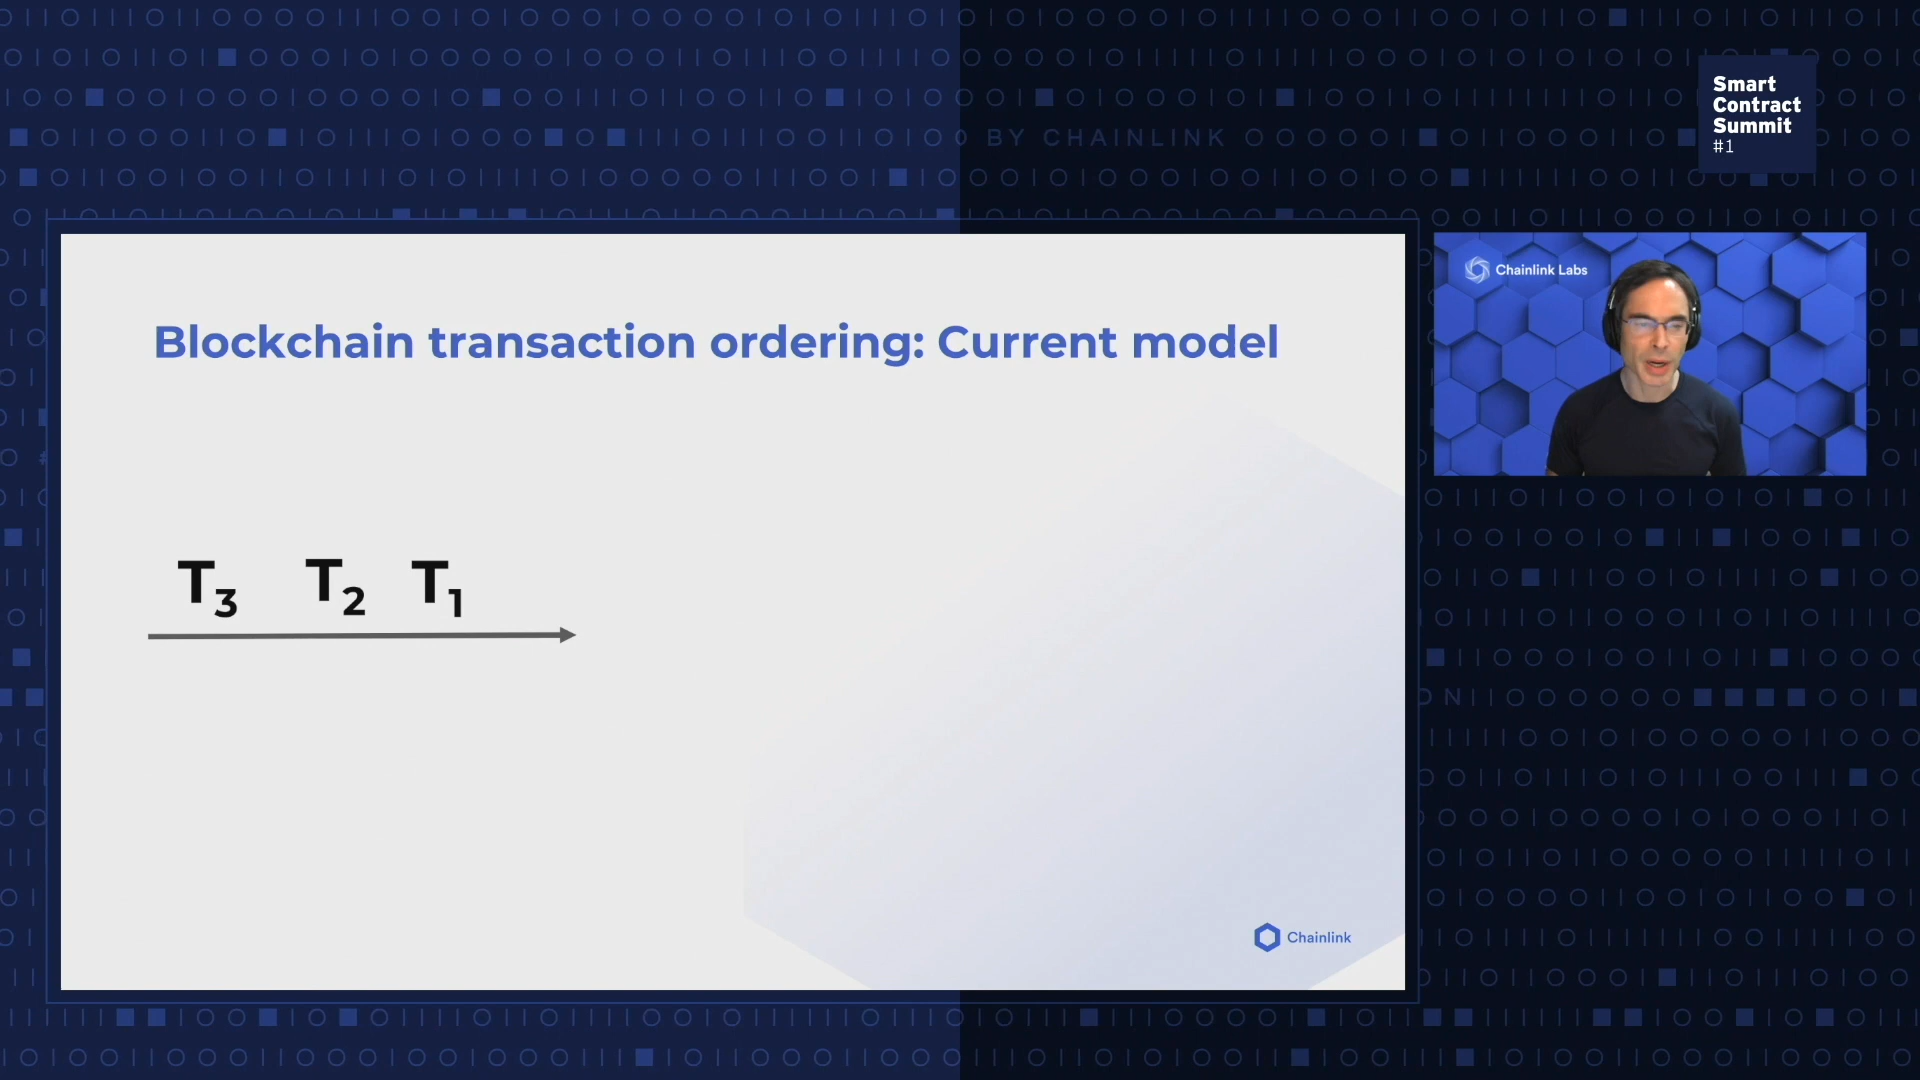 Smart
Contract
Summit
#1
BY CHAINLINK
Chainlink Labs
Blockchain transaction ordering: Current model
T3 T2 T1
Chainlink